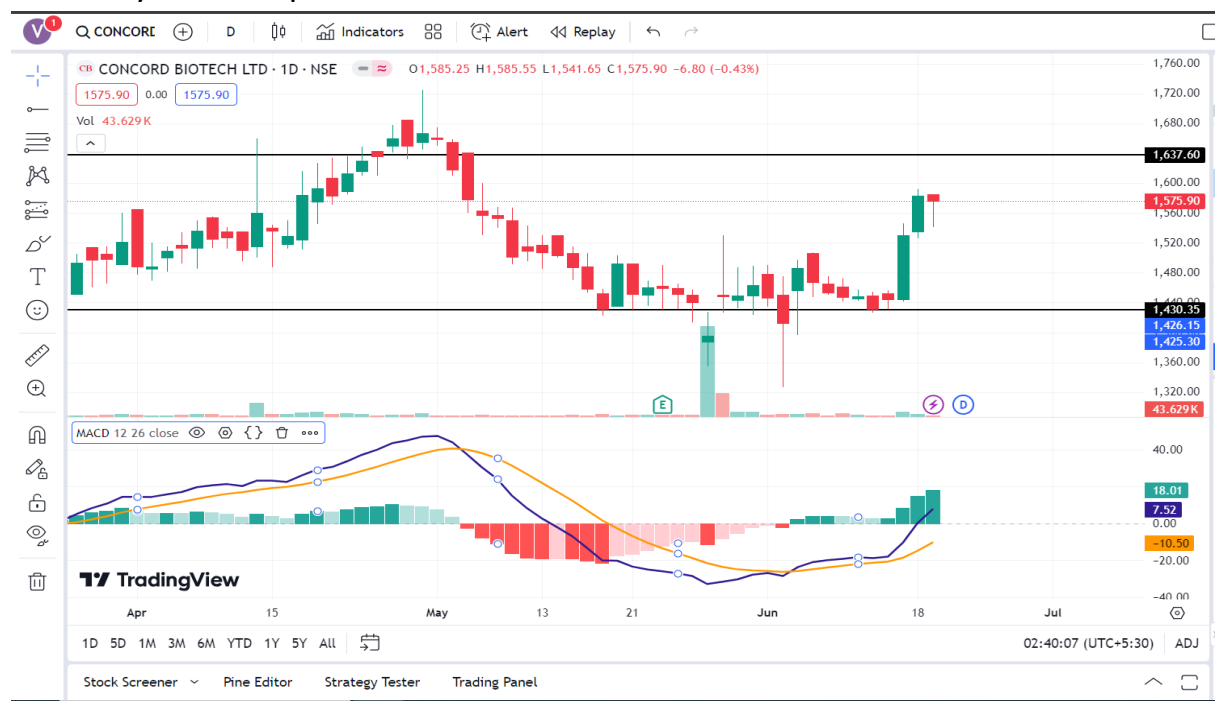 V 1 CONCORD D Indicators Alert Replay
CB CONCORD BIOTECH LTD · 1D · NSE O1,585.25 H1,585.55 L1,541.65 C1,575.90 −6.80 (−0.43%)
1575.90 0.00 1575.90
Vol 43.629 K
1,760.00
1,720.00
1,680.00
1,637.60
1,600.00
1,575.90
1,560.00
1,520.00
1,480.00
1,440.00
1,430.35
1,426.15
1,425.30
1,360.00
1,320.00
E D
43.629 K
MACD 12 26 close
40.00
18.01
7.52
0.00
−10.50
−20.00
−40.00
TradingView
Apr 15 May 13 21 Jun 18 Jul
1D 5D 1M 3M 6M YTD 1Y 5Y All 02:40:07 (UTC+5:30) ADJ
Stock Screener Pine Editor Strategy Tester Trading Panel